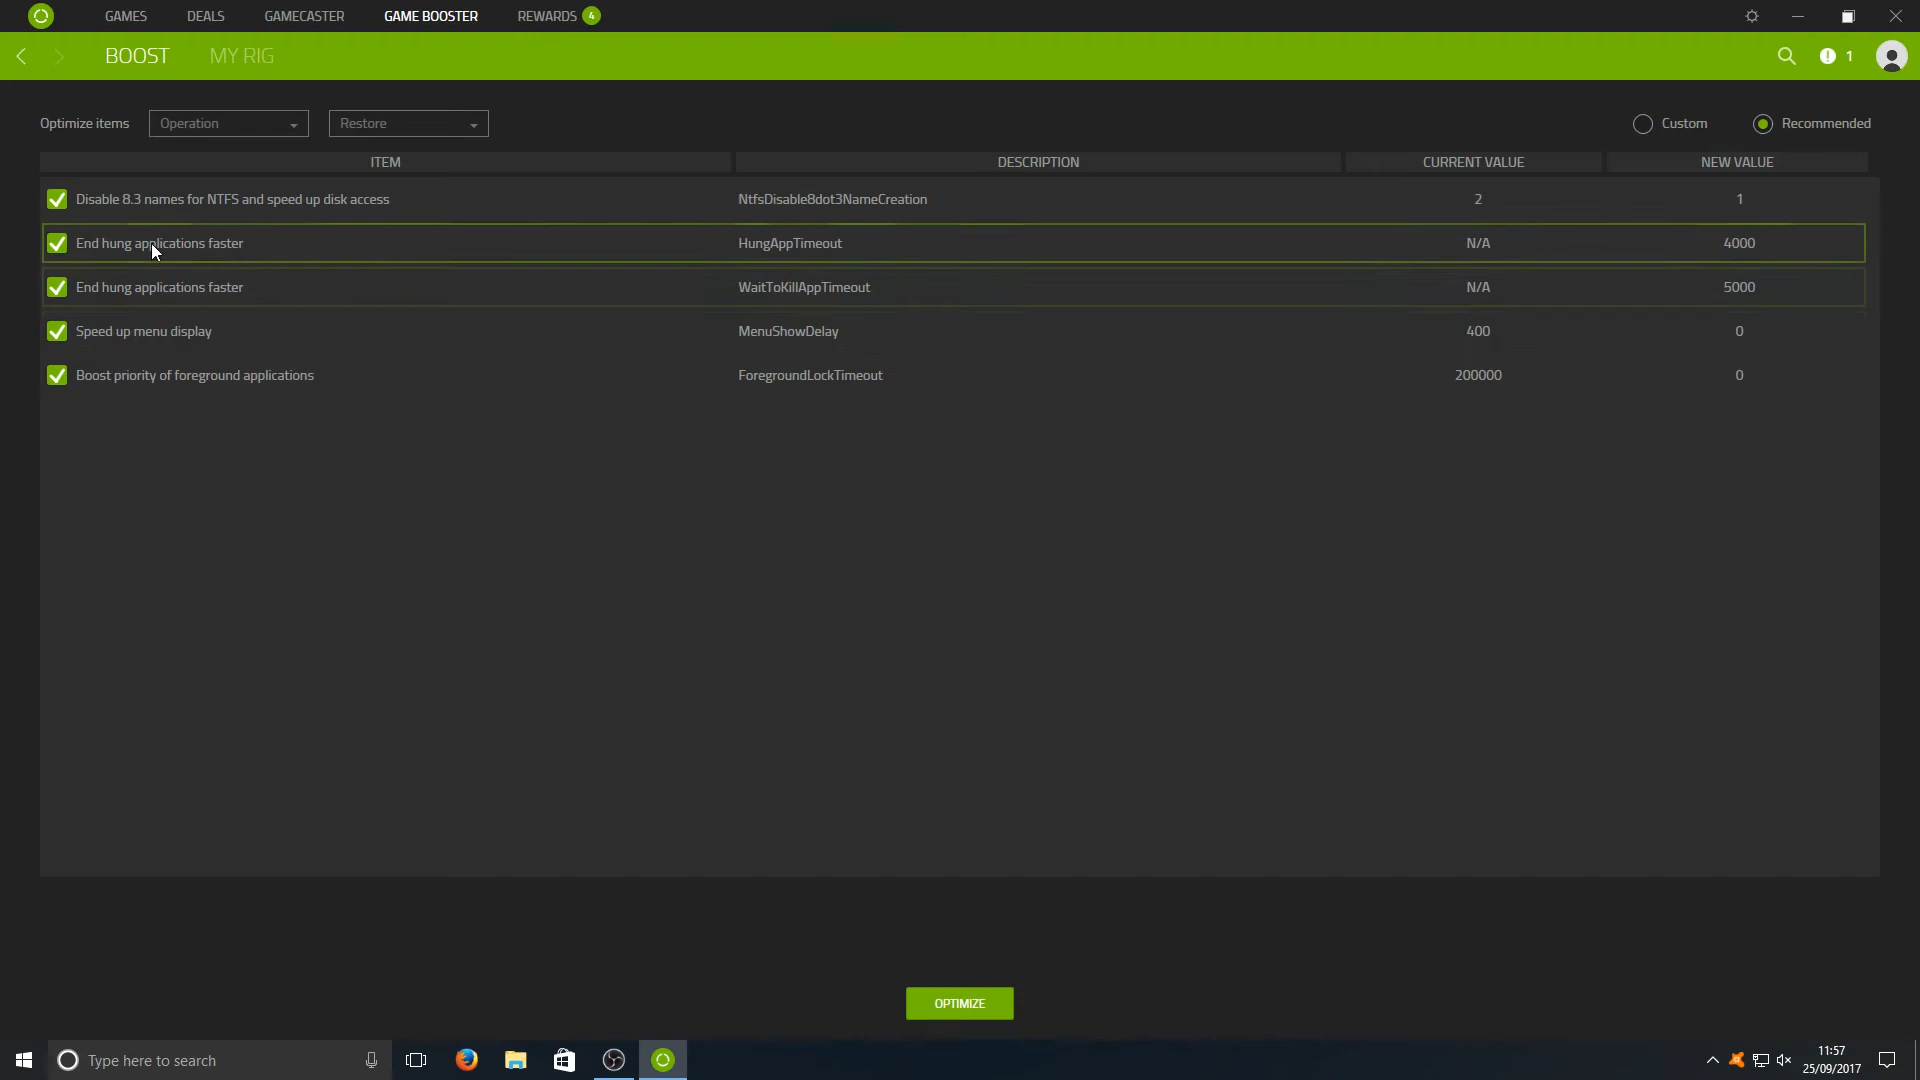 GAMES DEALS GAMECASTER GAME BOOSTER REWARDS 4
BOOST MY RIG 1
Optimize items Operation Restore Custom Recommended
ITEM DESCRIPTION CURRENT VALUE NEW VALUE
Disable 8.3 names for NTFS and speed up disk access NtfsDisable8dot3NameCreation 2 1
End hung applications faster HungAppTimeout N/A 4000
End hung applications faster WaitToKillAppTimeout N/A 5000
Speed up menu display MenuShowDelay 400 0
Boost priority of foreground applications ForegroundLockTimeout 200000 0
OPTIMIZE
Type here to search 11:57
25/09/2017